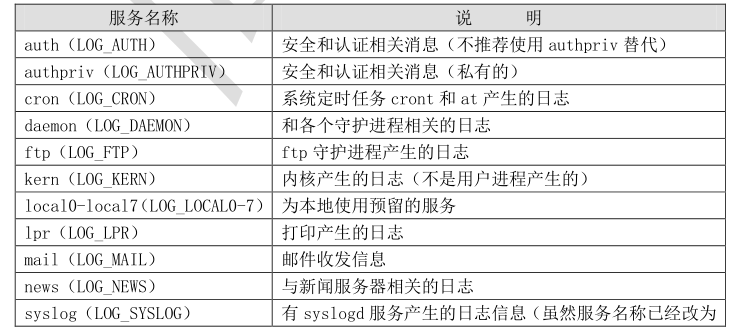 服务名称 说 明
auth（LOG_AUTH） 安全和认证相关消息（不推荐使用 authpriv 替代）
authpriv（LOG_AUTHPRIV） 安全和认证相关消息（私有的）
cron（LOG_CRON） 系统定时任务 cront 和 at 产生的日志
daemon（LOG_DAEMON） 和各个守护进程相关的日志
ftp（LOG_FTP） ftp 守护进程产生的日志
kern（LOG_KERN） 内核产生的日志（不是用户进程产生的）
local0-local7(LOG_LOCAL0-7） 为本地使用预留的服务
lpr（LOG_LPR） 打印产生的日志
mail（LOG_MAIL） 邮件收发信息
news（LOG_NEWS） 与新闻服务器相关的日志
syslog（LOG_SYSLOG） 有 syslogd 服务产生的日志信息（虽然服务名称已经改为